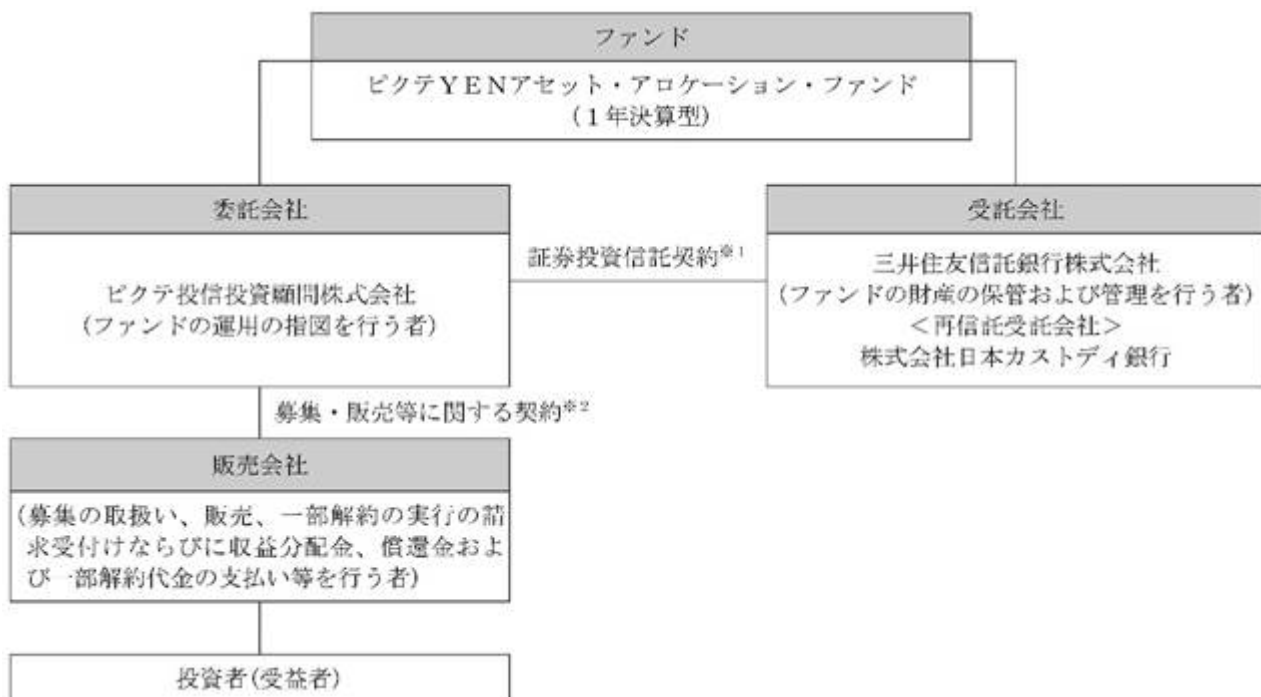 ファンド
ピクテYENアセット・アロケーション・ファンド
(1年決算型)
委託会社
ピクテ投信投資顧問株式会社
(ファンドの運用の指図を行う者)
証券投資信託契約※1
受託会社
三井住友信託銀行株式会社
(ファンドの財産の保管および管理を行う者)
<再信託受託会社>
株式会社日本カストディ銀行
募集・販売等に関する契約※2
販売会社
(募集の取扱い、販売、一部解約の実行の請
求受付けならびに収益分配金、償還金およ
び一部解約代金の支払い等を行う者)
投資者(受益者)